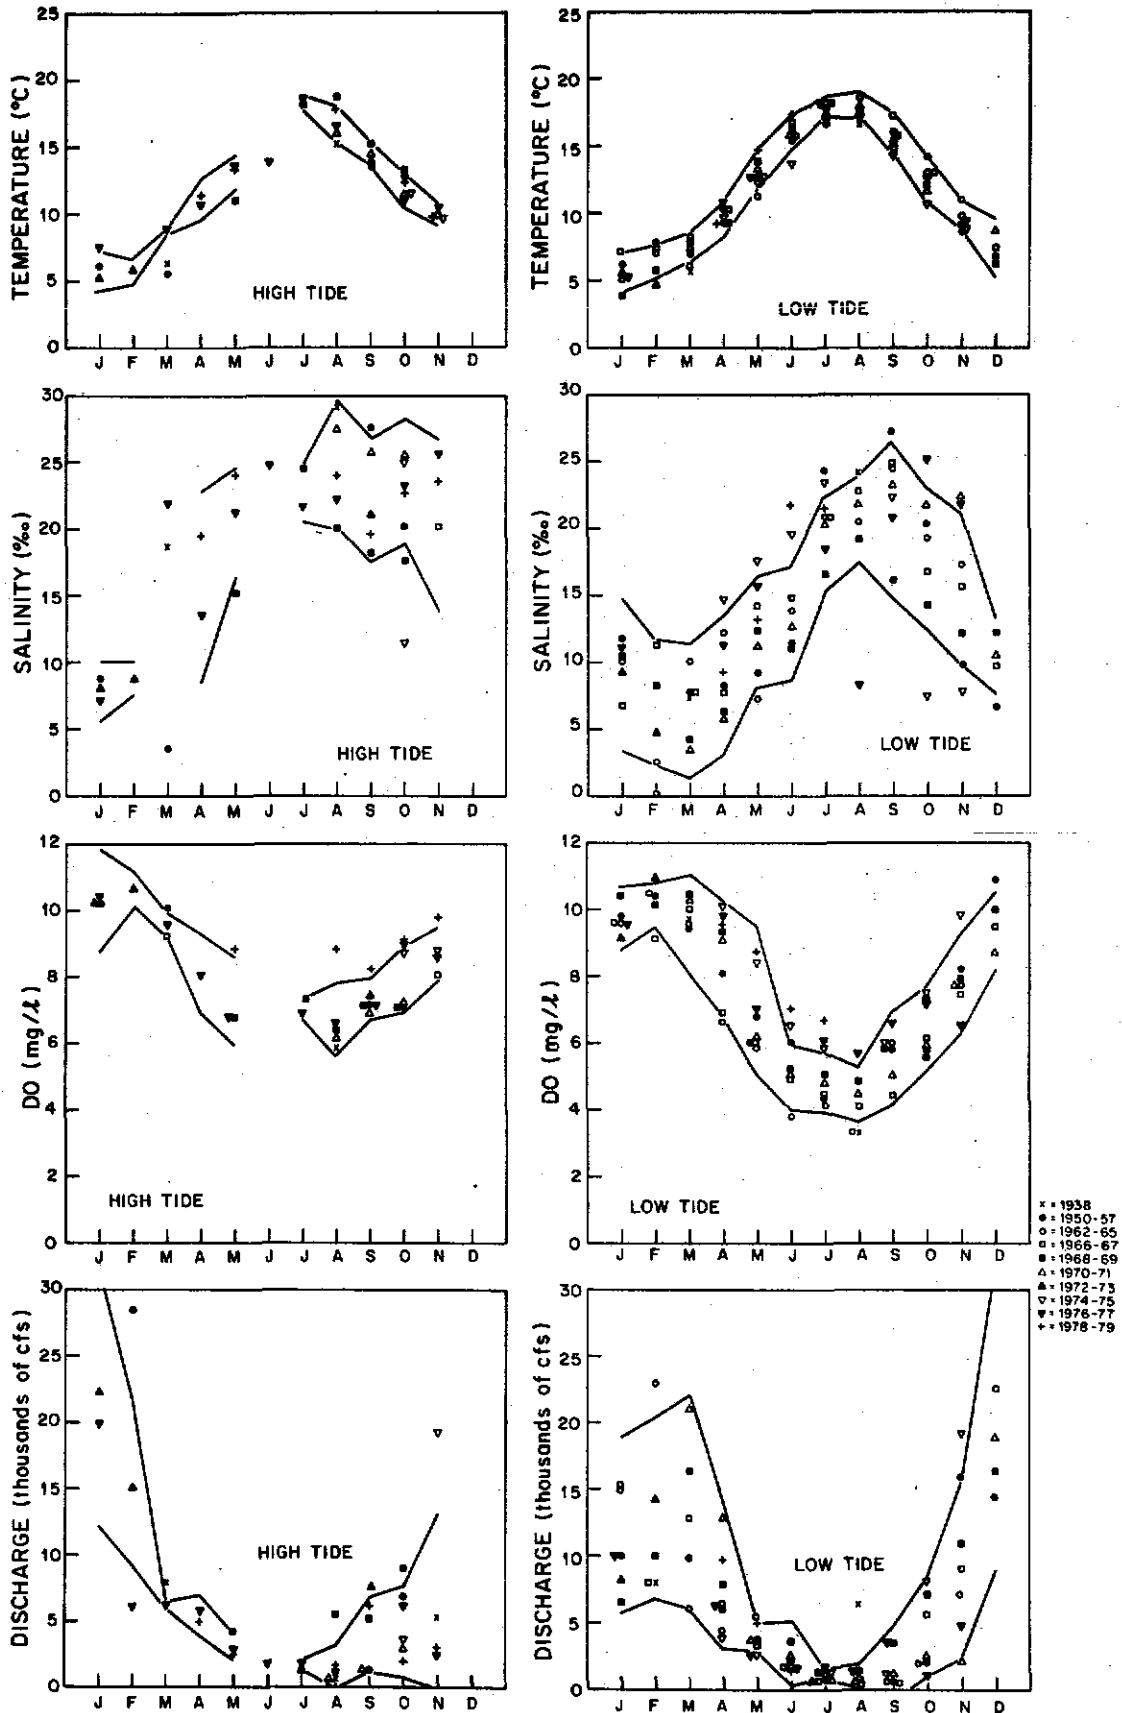 TEMPERATURE (°C)
25
20
15
10
5
0
HIGH TIDE
J F M A M J J A S O N D
TEMPERATURE (°C)
25
20
15
10
5
0
LOW TIDE
J F M A M J J A S O N D
SALINITY (‰)
30
25
20
15
10
5
0
HIGH TIDE
J F M A M J J A S O N D
SALINITY (‰)
30
25
20
15
10
5
0
LOW TIDE
J F M A M J J A S O N D
DO (mg/ℓ)
12
10
8
6
4
2
0
HIGH TIDE
J F M A M J J A S O N D
DO (mg/ℓ)
12
10
8
6
4
2
0
LOW TIDE
J F M A M J J A S O N D
x = 1938
● = 1950-57
○ = 1962-65
□ = 1966-67
■ = 1968-69
△ = 1970-71
▲ = 1972-73
▽ = 1974-75
▼ = 1976-77
+ = 1978-79
DISCHARGE (thousands of cfs)
30
25
20
15
10
5
0
HIGH TIDE
J F M A M J J A S O N D
DISCHARGE (thousands of cfs)
30
25
20
15
10
5
0
LOW TIDE
J F M A M J J A S O N D